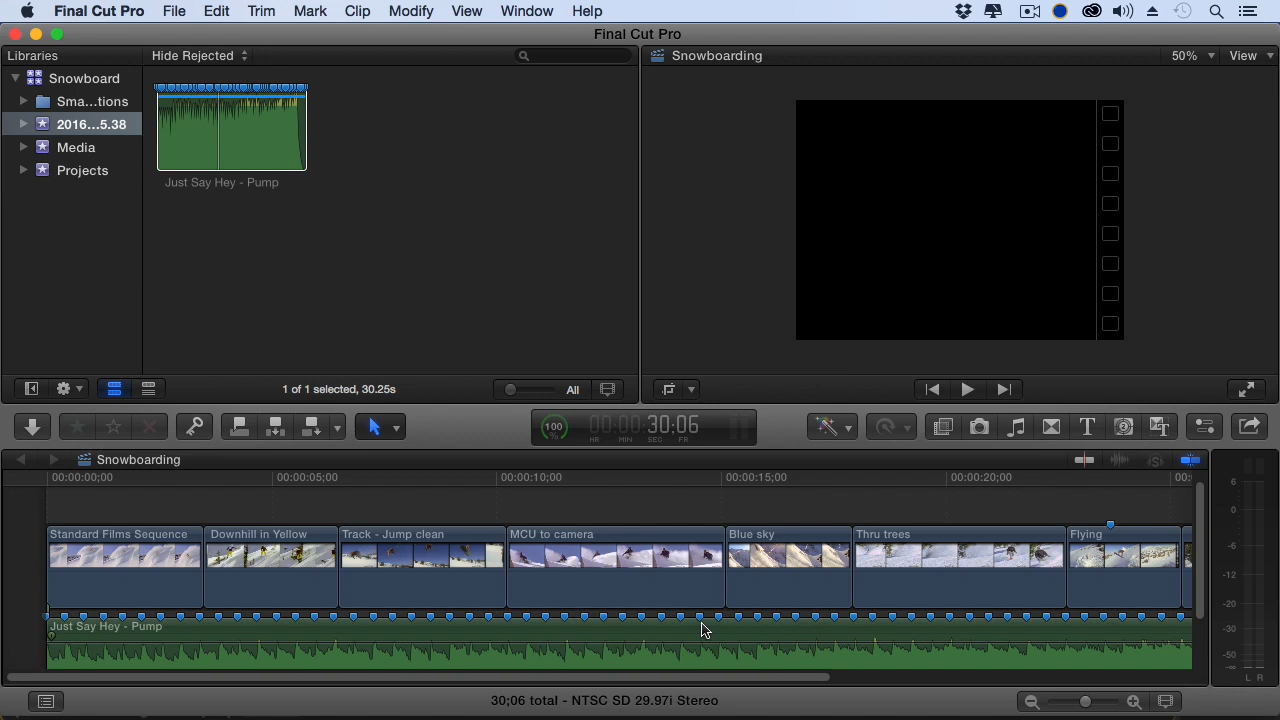 Final Cut Pro File Edit Trim Mark Clip Modify View Window Help
Final Cut Pro
Libraries Hide Rejected Snowboarding 50% View
Snowboard
Sma...tions
2016...5.38
Media
Projects
Just Say Hey - Pump
1 of 1 selected, 30.25s All
100 % 00:00:30;06
HR MIN SEC FR
Snowboarding
00:00:00;00 00:00:05;00 00:00:10;00 00:00:15;00 00:00:20;00 00:
Standard Films Sequence Downhill in Yellow Track - Jump clean MCU to camera Blue sky Thru trees Flying
Just Say Hey - Pump
6
0
-6
-12
-20
-30
-50
-∞
L R
30;06 total - NTSC SD 29.97i Stereo